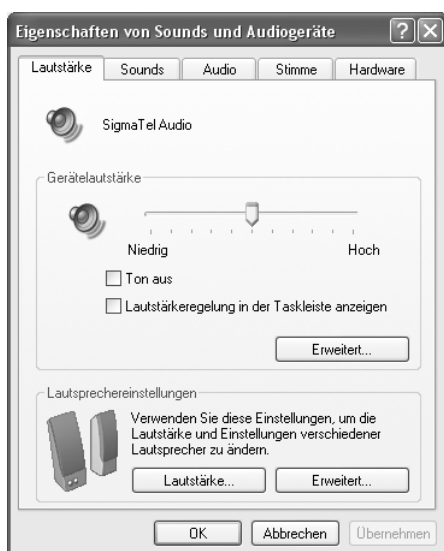 Eigenschaften von Sounds und Audiogeräte
Lautstärke Sounds Audio Stimme Hardware
SigmaTel Audio
Gerätelautstärke
Niedrig Hoch
Ton aus
Lautstärkeregelung in der Taskleiste anzeigen
Erweitert...
Lautsprechereinstellungen
Verwenden Sie diese Einstellungen, um die
Lautstärke und Einstellungen verschiedener
Lautsprecher zu ändern.
Lautstärke... Erweitert...
OK Abbrechen Übernehmen